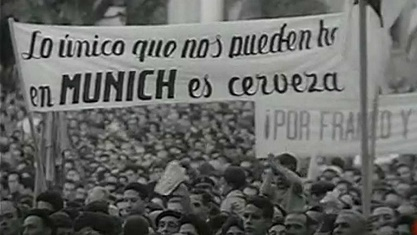 Lo único que nos pueden
en MUNICH es cerveza
¡POR FRANCO Y